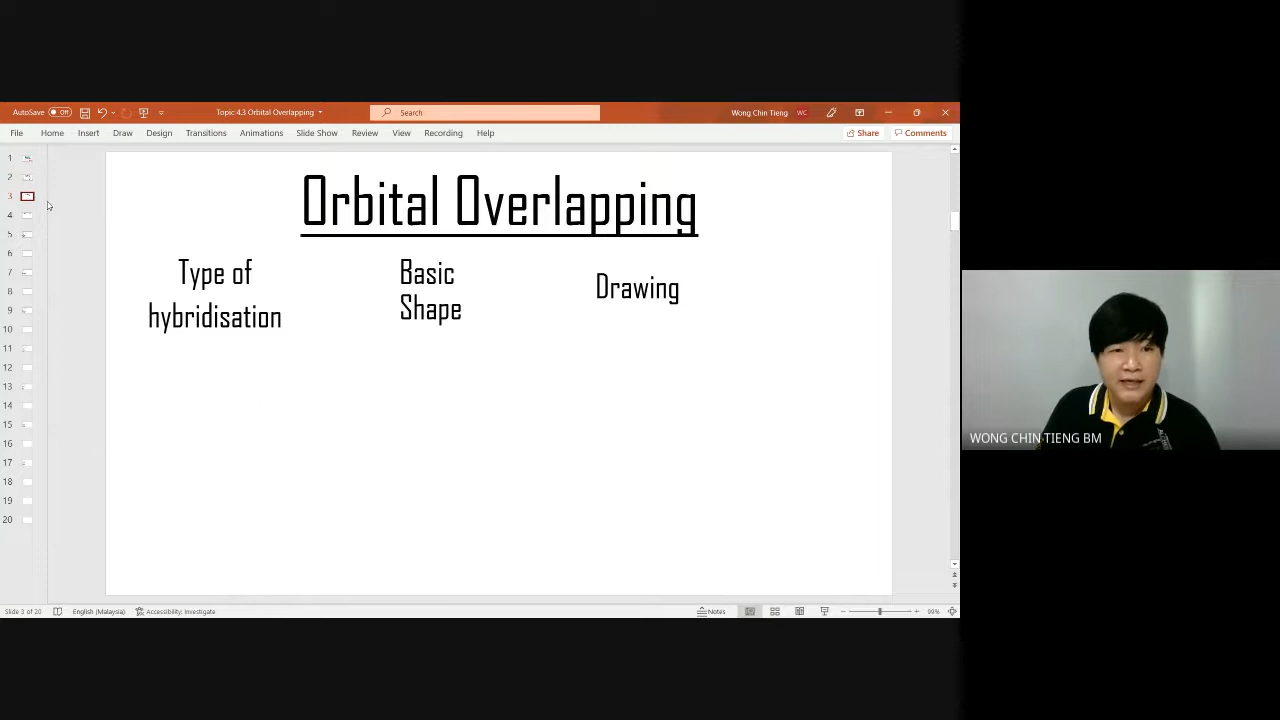 AutoSave Off
Topic 4.3 Orbital Overlapping
Search
Wong Chin Tieng WC
File Home Insert Draw Design Transitions Animations Slide Show Review View Recording Help
Share Comments
1
2
3
4
5
6
7
8
9
10
11
12
13
14
15
16
17
18
19
20
Orbital Overlapping
Type of
hybridisation
Basic
Shape
Drawing
WONG CHIN TIENG BM
Slide 3 of 20 English (Malaysia) Accessibility: Investigate Notes 99%